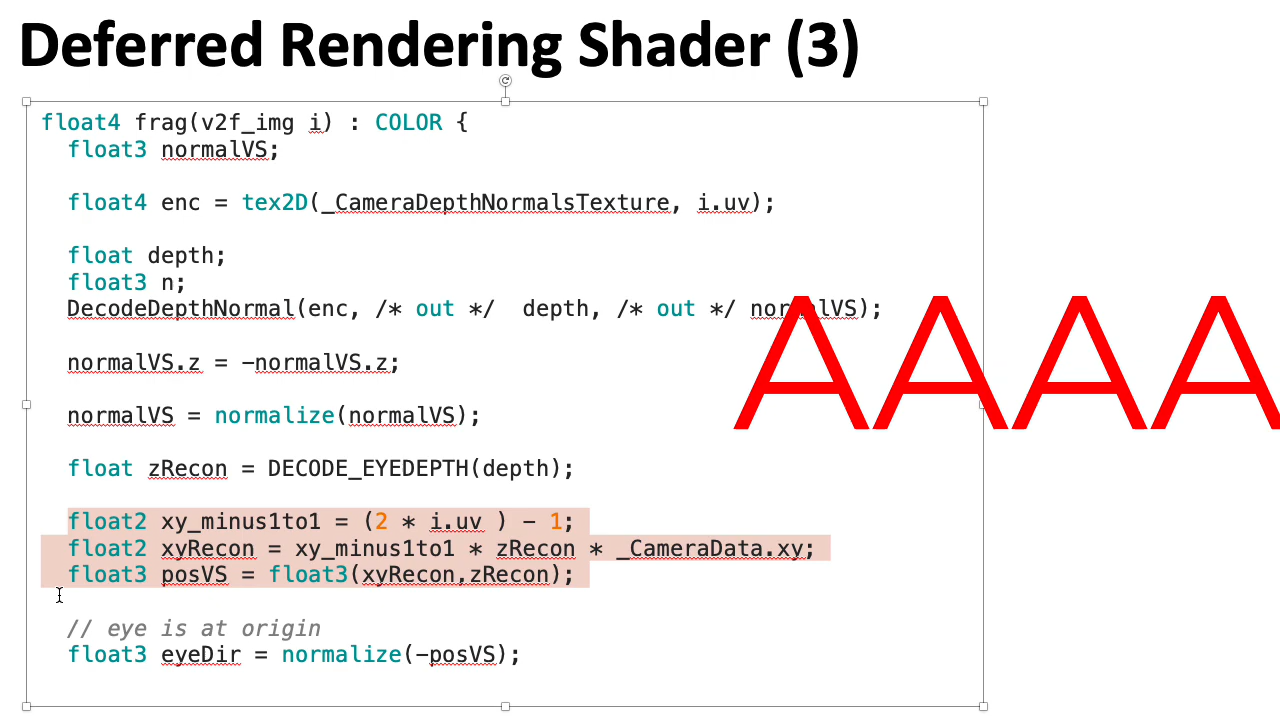 Deferred Rendering Shader (3)
float4 frag(v2f_img i) : COLOR {
float3 normalVS;
float4 enc = tex2D(_CameraDepthNormalsTexture, i.uv);
float depth;
float3 n;
DecodeDepthNormal(enc, /* out */  depth, /* out */ normalVS);
AAAA
normalVS.z = -normalVS.z;
normalVS = normalize(normalVS);
float zRecon = DECODE_EYEDEPTH(depth);
float2 xy_minus1to1 = (2 * i.uv ) - 1;
float2 xyRecon = xy_minus1to1 * zRecon * _CameraData.xy;
float3 posVS = float3(xyRecon,zRecon);
// eye is at origin
float3 eyeDir = normalize(-posVS);